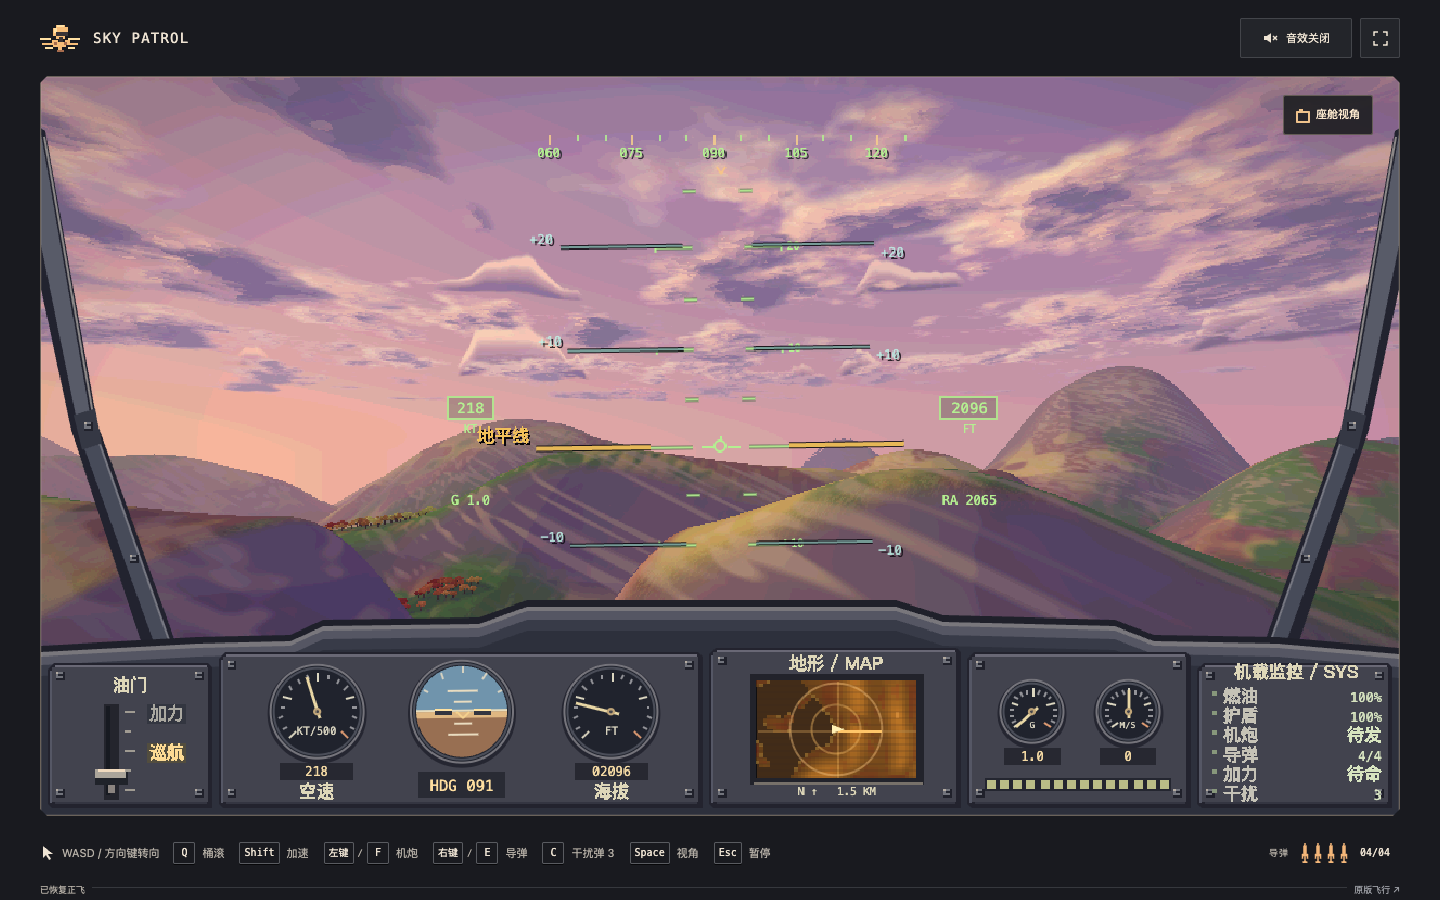 SKY PATROL
音效关闭
座舱视角
060 075 090 105 120
+20 +20
+10 +10
218 2096
KT FT
地平线
G 1.0 RA 2065
-10 -10
油门
加力
巡航
KT/500
218
空速
HDG 091
FT
02096
海拔
地形 / MAP
N ↑ 1.5 KM
G
1.0
M/S
0
机载监控 / SYS
燃油 100%
护盾 100%
机炮 待发
导弹 4/4
加力 待命
干扰 3
WASD / 方向键转向 Q 桶滚 Shift 加速 左键 / F 机炮 右键 / E 导弹 C 干扰弹 3 Space 视角 Esc 暂停
导弹 04/04
已恢复正飞
原版飞行 ↗